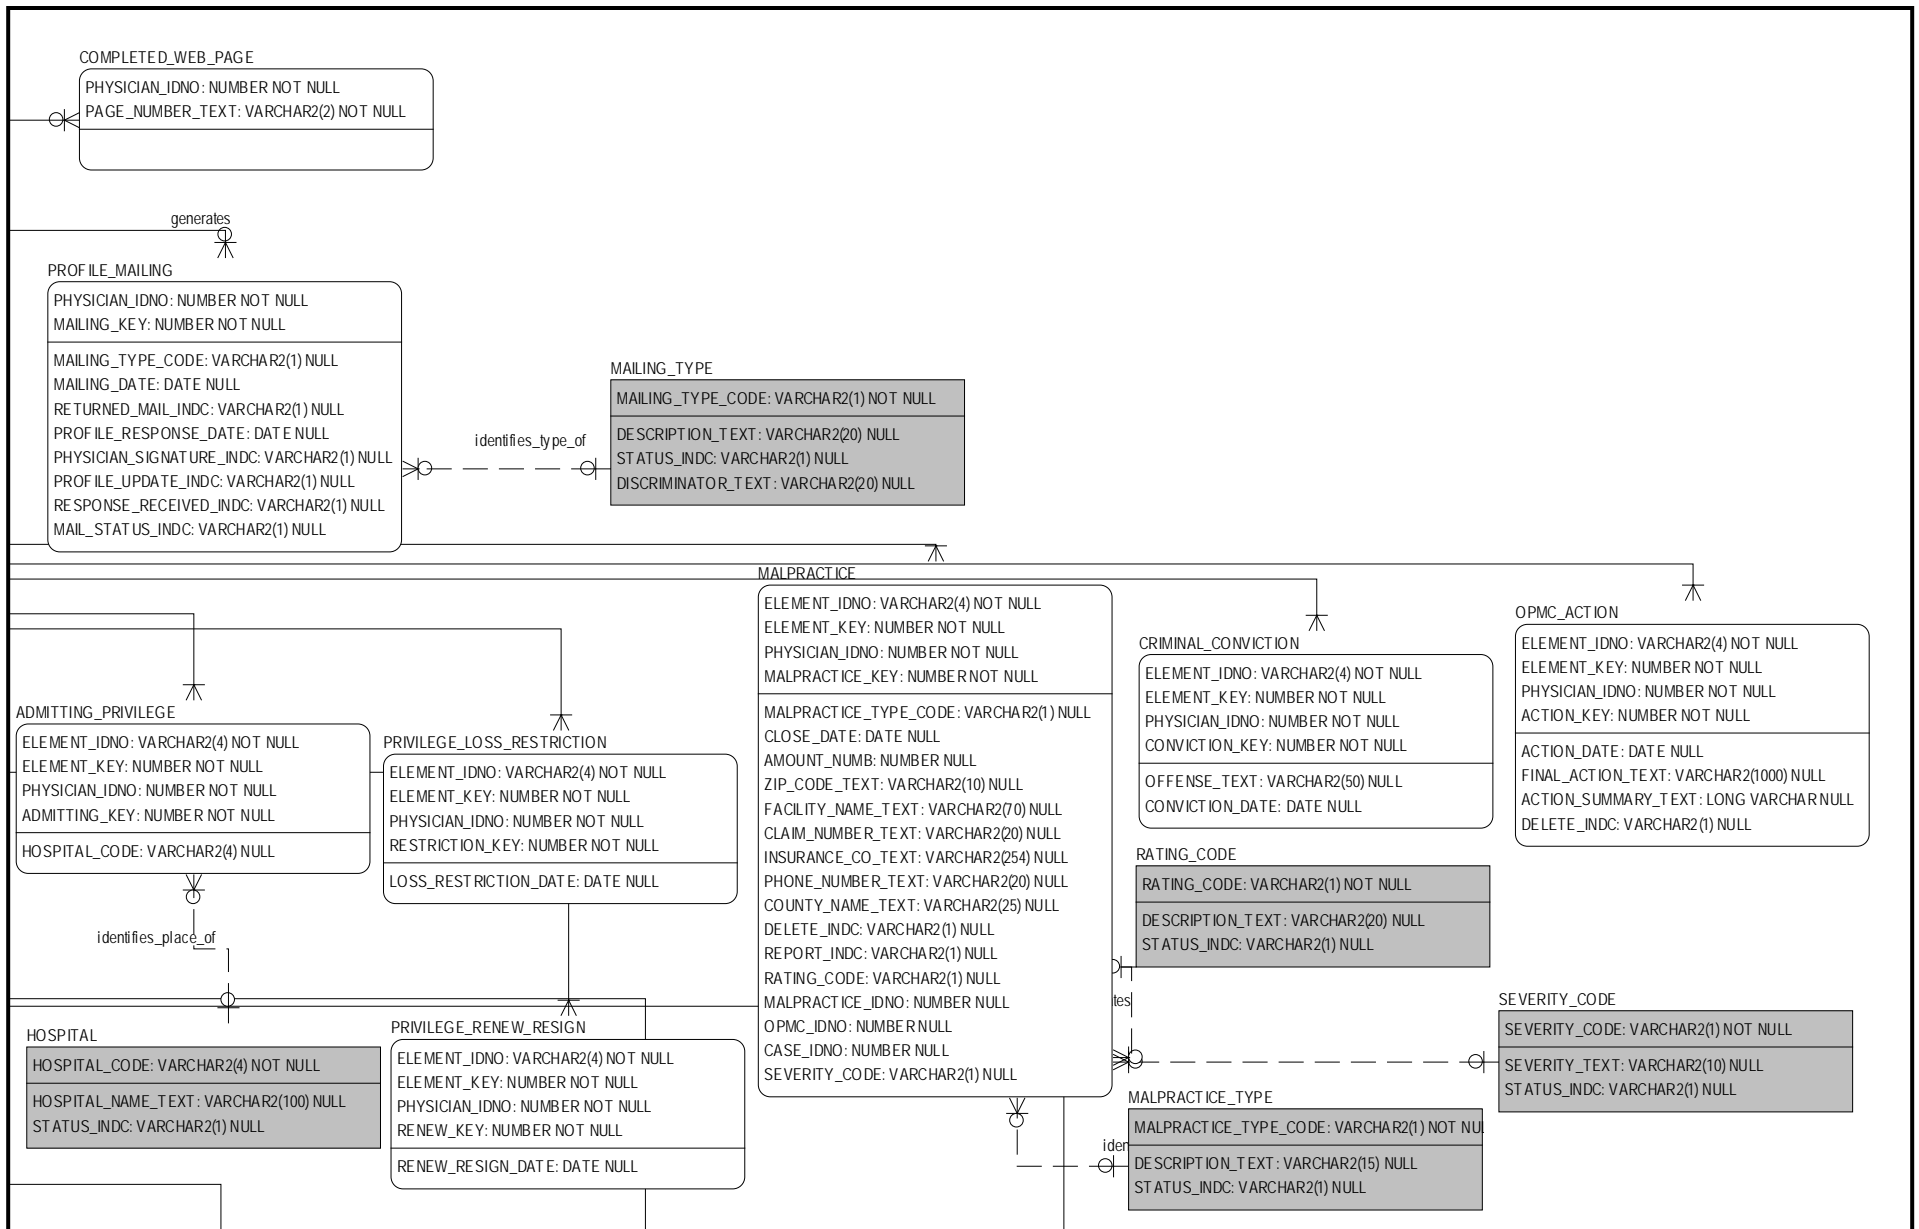 COMPLETED_WEB_PAGE
PHYSICIAN_IDNO: NUMBER NOT NULL
PAGE_NUMBER_TEXT: VARCHAR2(2) NOT NULL
generates
PROFILE_MAILING
PHYSICIAN_IDNO: NUMBER NOT NULL
MAILING_KEY: NUMBER NOT NULL
MAILING_TYPE_CODE: VARCHAR2(1) NULL
MAILING_DATE: DATE NULL
RETURNED_MAIL_INDC: VARCHAR2(1) NULL
PROFILE_RESPONSE_DATE: DATE NULL
PHYSICIAN_SIGNATURE_INDC: VARCHAR2(1) NULL
PROFILE_UPDATE_INDC: VARCHAR2(1) NULL
RESPONSE_RECEIVED_INDC: VARCHAR2(1) NULL
MAIL_STATUS_INDC: VARCHAR2(1) NULL
identifies_type_of
MAILING_TYPE
MAILING_TYPE_CODE: VARCHAR2(1) NOT NULL
DESCRIPTION_TEXT: VARCHAR2(20) NULL
STATUS_INDC: VARCHAR2(1) NULL
DISCRIMINATOR_TEXT: VARCHAR2(20) NULL
ADMITTING_PRIVILEGE
ELEMENT_IDNO: VARCHAR2(4) NOT NULL
ELEMENT_KEY: NUMBER NOT NULL
PHYSICIAN_IDNO: NUMBER NOT NULL
ADMITTING_KEY: NUMBER NOT NULL
HOSPITAL_CODE: VARCHAR2(4) NULL
identifies_place_of
HOSPITAL
HOSPITAL_CODE: VARCHAR2(4) NOT NULL
HOSPITAL_NAME_TEXT: VARCHAR2(100) NULL
STATUS_INDC: VARCHAR2(1) NULL
PRIVILEGE_LOSS_RESTRICTION
ELEMENT_IDNO: VARCHAR2(4) NOT NULL
ELEMENT_KEY: NUMBER NOT NULL
PHYSICIAN_IDNO: NUMBER NOT NULL
RESTRICTION_KEY: NUMBER NOT NULL
LOSS_RESTRICTION_DATE: DATE NULL
PRIVILEGE_RENEW_RESIGN
ELEMENT_IDNO: VARCHAR2(4) NOT NULL
ELEMENT_KEY: NUMBER NOT NULL
PHYSICIAN_IDNO: NUMBER NOT NULL
RENEW_KEY: NUMBER NOT NULL
RENEW_RESIGN_DATE: DATE NULL
MALPRACTICE
ELEMENT_IDNO: VARCHAR2(4) NOT NULL
ELEMENT_KEY: NUMBER NOT NULL
PHYSICIAN_IDNO: NUMBER NOT NULL
MALPRACTICE_KEY: NUMBER NOT NULL
MALPRACTICE_TYPE_CODE: VARCHAR2(1) NULL
CLOSE_DATE: DATE NULL
AMOUNT_NUMB: NUMBER NULL
ZIP_CODE_TEXT: VARCHAR2(10) NULL
FACILITY_NAME_TEXT: VARCHAR2(70) NULL
CLAIM_NUMBER_TEXT: VARCHAR2(20) NULL
INSURANCE_CO_TEXT: VARCHAR2(254) NULL
PHONE_NUMBER_TEXT: VARCHAR2(20) NULL
COUNTY_NAME_TEXT: VARCHAR2(25) NULL
DELETE_INDC: VARCHAR2(1) NULL
REPORT_INDC: VARCHAR2(1) NULL
RATING_CODE: VARCHAR2(1) NULL
MALPRACTICE_IDNO: NUMBER NULL
OPMC_IDNO: NUMBER NULL
CASE_IDNO: NUMBER NULL
SEVERITY_CODE: VARCHAR2(1) NULL
CRIMINAL_CONVICTION
ELEMENT_IDNO: VARCHAR2(4) NOT NULL
ELEMENT_KEY: NUMBER NOT NULL
PHYSICIAN_IDNO: NUMBER NOT NULL
CONVICTION_KEY: NUMBER NOT NULL
OFFENSE_TEXT: VARCHAR2(50) NULL
CONVICTION_DATE: DATE NULL
OPMC_ACTION
ELEMENT_IDNO: VARCHAR2(4) NOT NULL
ELEMENT_KEY: NUMBER NOT NULL
PHYSICIAN_IDNO: NUMBER NOT NULL
ACTION_KEY: NUMBER NOT NULL
ACTION_DATE: DATE NULL
FINAL_ACTION_TEXT: VARCHAR2(1000) NULL
ACTION_SUMMARY_TEXT: LONG VARCHAR NULL
DELETE_INDC: VARCHAR2(1) NULL
RATING_CODE
RATING_CODE: VARCHAR2(1) NOT NULL
DESCRIPTION_TEXT: VARCHAR2(20) NULL
STATUS_INDC: VARCHAR2(1) NULL
tes
SEVERITY_CODE
SEVERITY_CODE: VARCHAR2(1) NOT NULL
SEVERITY_TEXT: VARCHAR2(10) NULL
STATUS_INDC: VARCHAR2(1) NULL
MALPRACTICE_TYPE
MALPRACTICE_TYPE_CODE: VARCHAR2(1) NOT NU
iden
DESCRIPTION_TEXT: VARCHAR2(15) NULL
STATUS_INDC: VARCHAR2(1) NULL